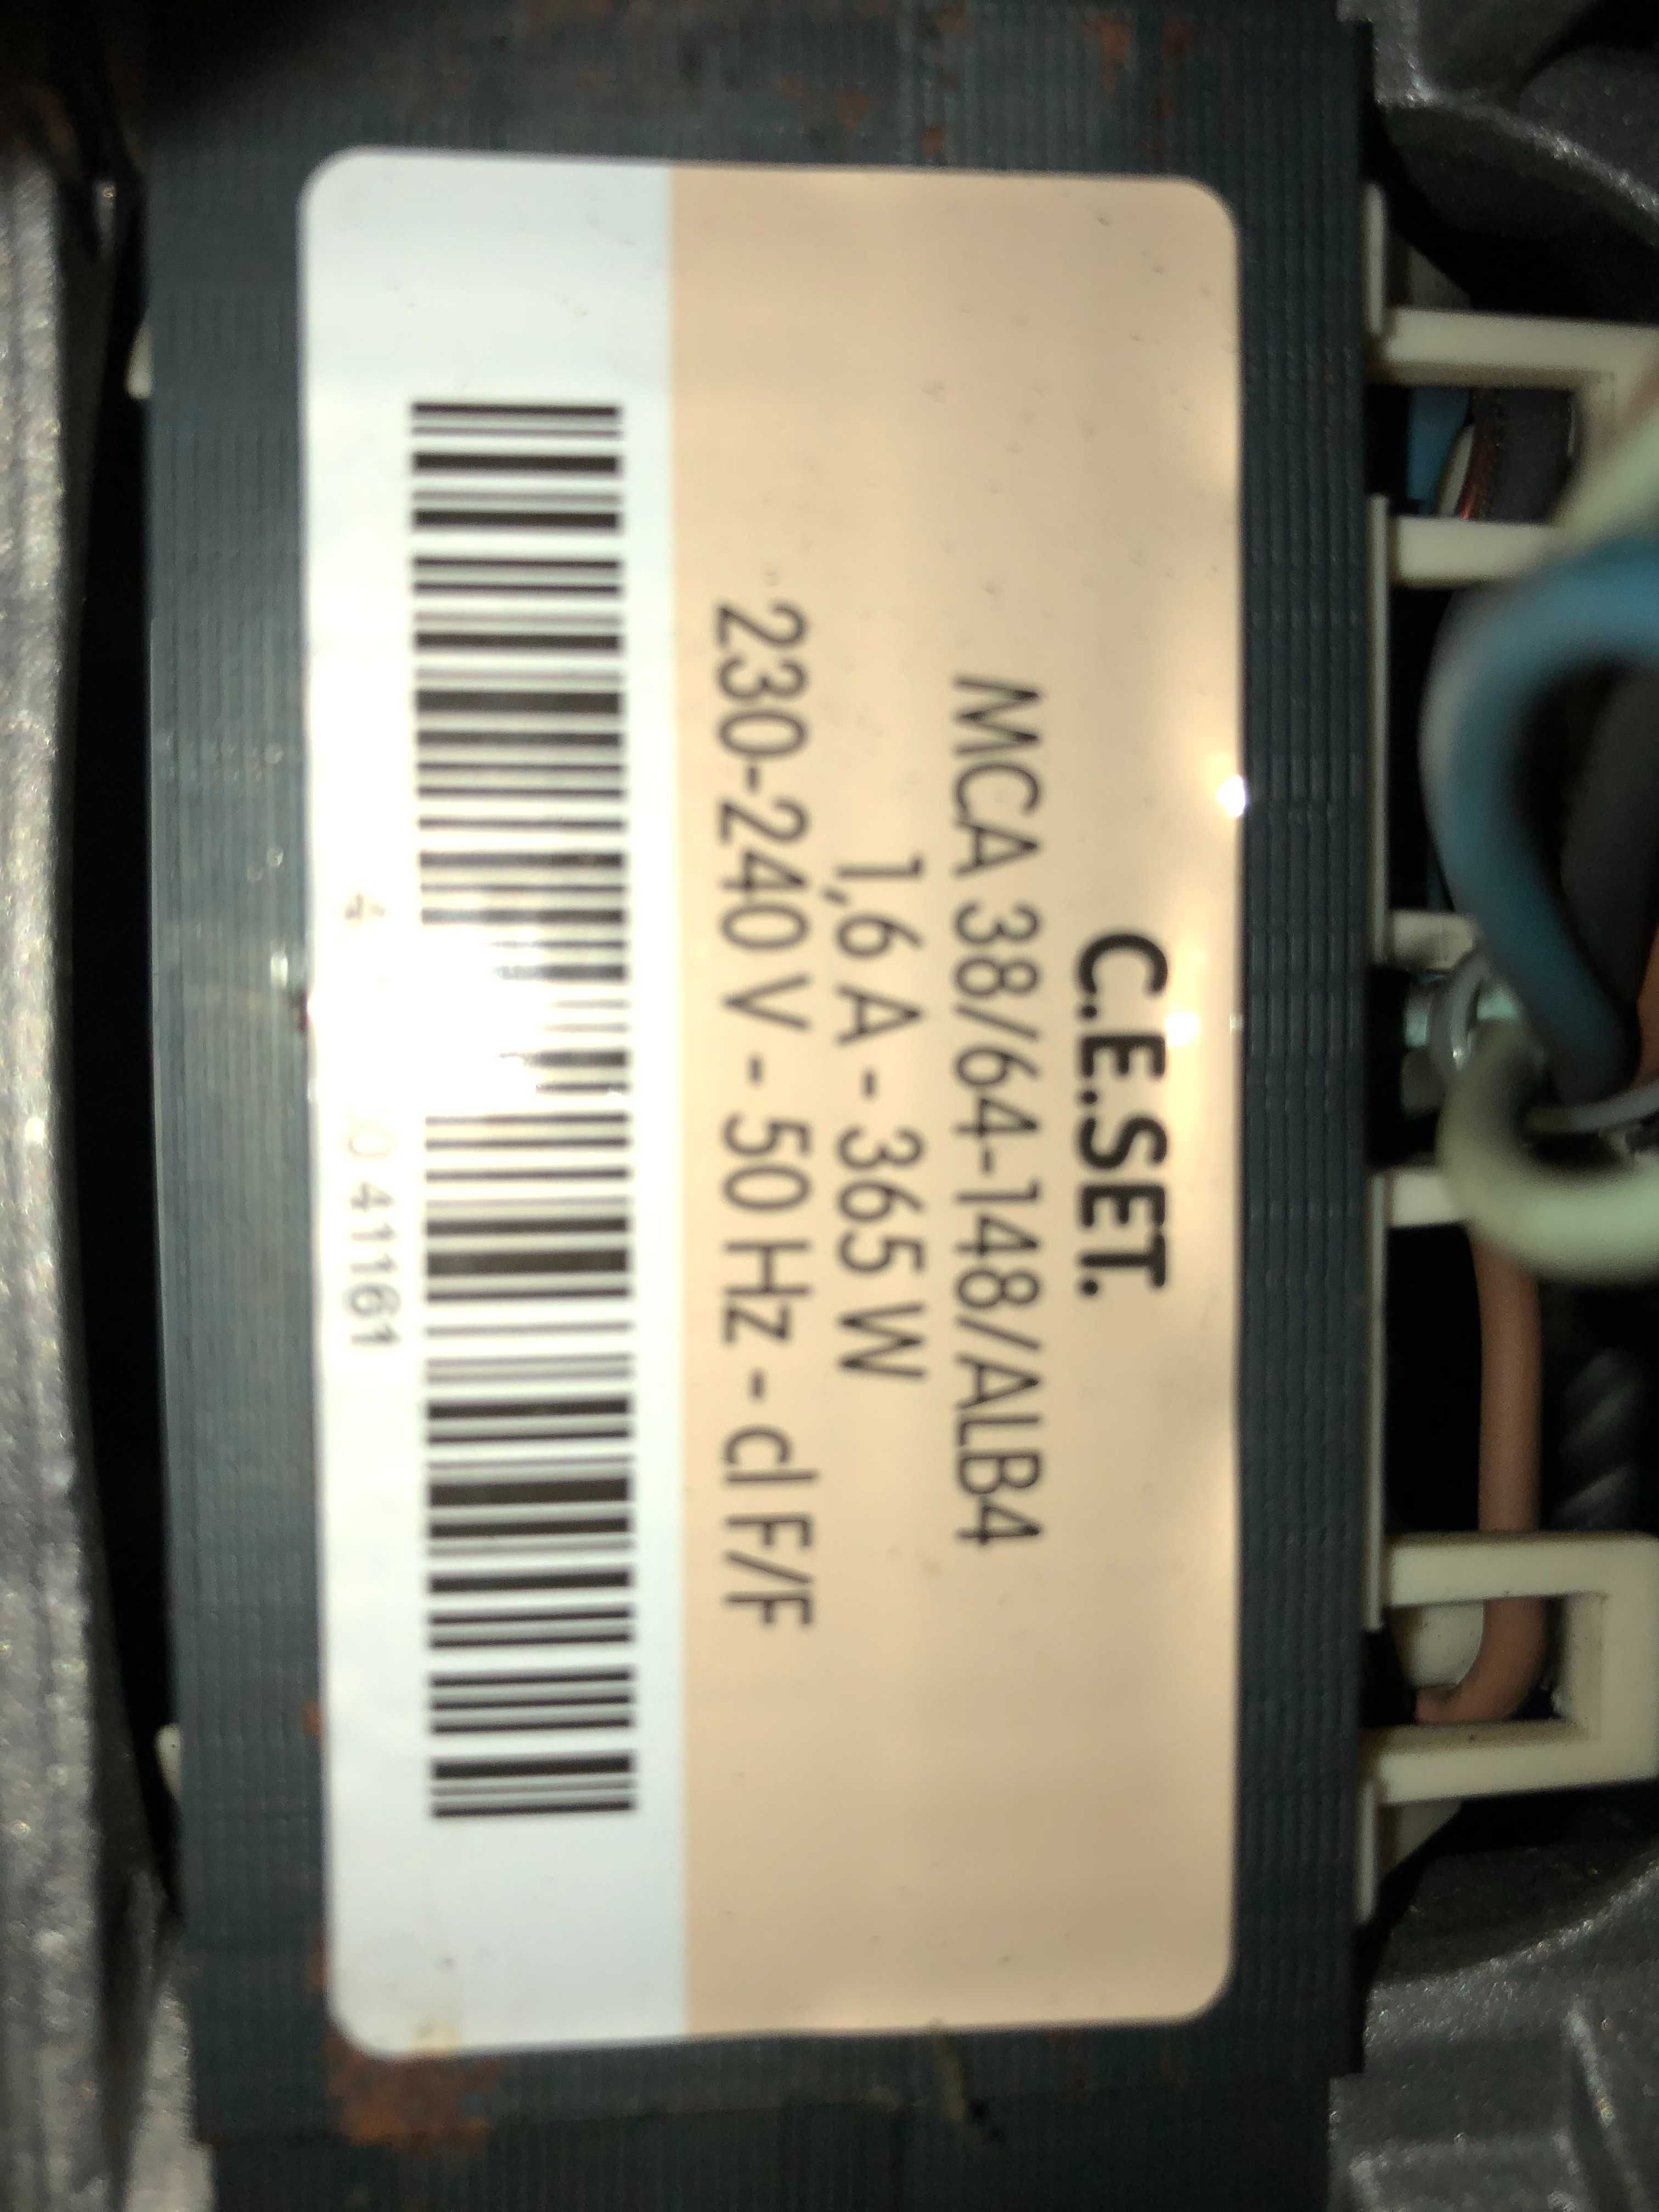 C.E.SET.
MCA 38/64-148/ALB4
1,6 A - 365 W
230-240 V - 50 Hz - cl F/F
41161